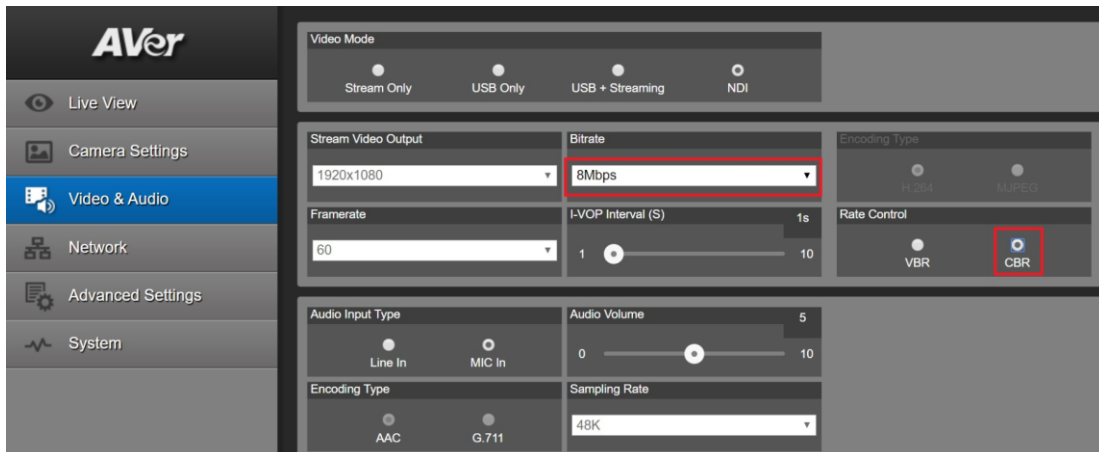 AVer
Live View
Camera Settings
Video & Audio
Network
Advanced Settings
System
Video Mode
Stream Only USB Only USB + Streaming NDI
Stream Video Output Bitrate Encoding Type
1920x1080 8Mbps H.264 MJPEG
Framerate I-VOP Interval (S) 1s Rate Control
60 1 10 VBR CBR
Audio Input Type Audio Volume 5
Line In MIC In 0 10
Encoding Type Sampling Rate
AAC G.711 48K